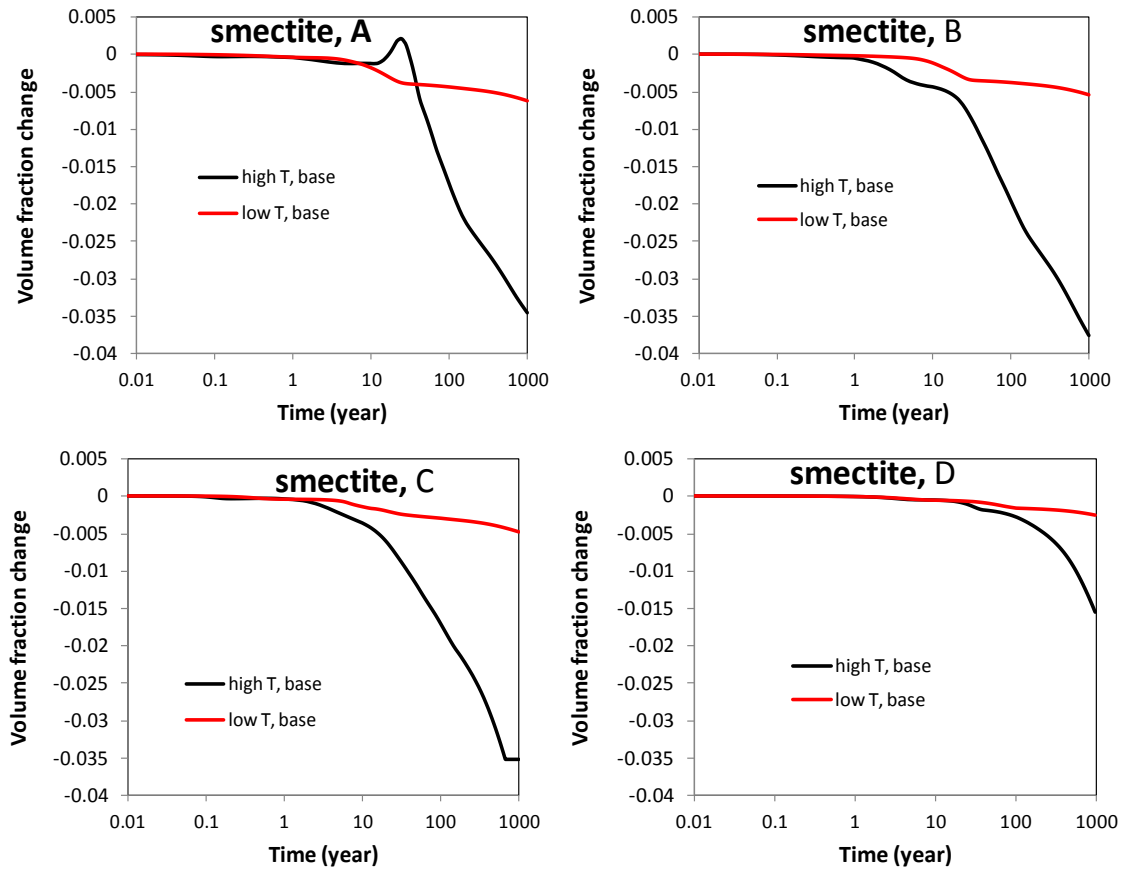 smectite, A
0.005
0
-0.005
-0.01
-0.015
-0.02
-0.025
-0.03
-0.035
-0.04
Volume fraction change
high T, base
low T, base
0.01 0.1 1 10 100 1000
Time (year)
smectite, B
0.005
0
-0.005
-0.01
-0.015
-0.02
-0.025
-0.03
-0.035
-0.04
Volume fraction change
high T, base
low T, base
0.01 0.1 1 10 100 1000
Time (year)
smectite, C
0.005
0
-0.005
-0.01
-0.015
-0.02
-0.025
-0.03
-0.035
-0.04
Volume fraction change
high T, base
low T, base
0.01 0.1 1 10 100 1000
Time (year)
smectite, D
0.005
0
-0.005
-0.01
-0.015
-0.02
-0.025
-0.03
-0.035
-0.04
Volume fraction change
high T, base
low T, base
0.01 0.1 1 10 100 1000
Time (year)